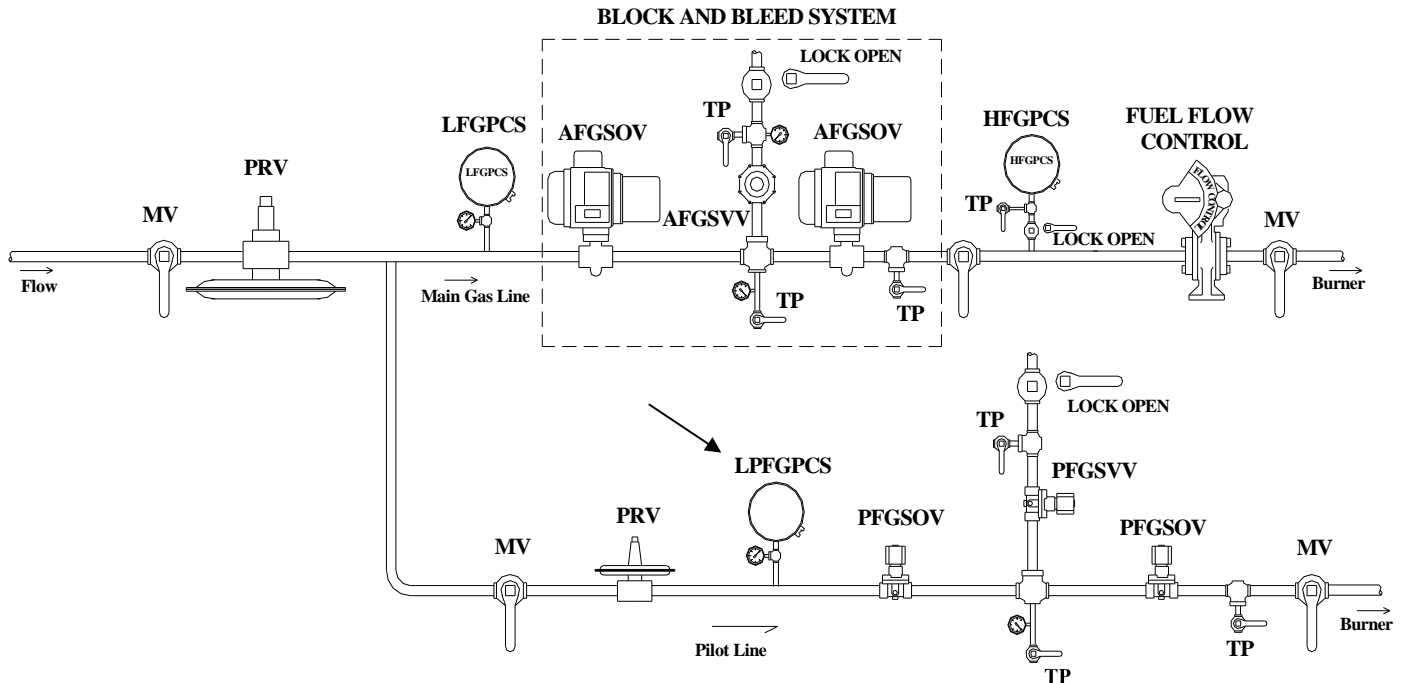 BLOCK AND BLEED SYSTEM
LOCK OPEN
TP
LFGPCS
AFGSOV
AFGSOV
HFGPCS
FUEL FLOW
CONTROL
PRV
LFGPCS
HFGPCS
FLOW CONTROL
MV
AFGSVV
TP
MV
LOCK OPEN
Flow
Main Gas Line
TP
TP
Burner
LOCK OPEN
TP
LPFGPCS
PFGSVV
PRV
PFGSOV
PFGSOV
MV
MV
Pilot Line
TP
TP
Burner